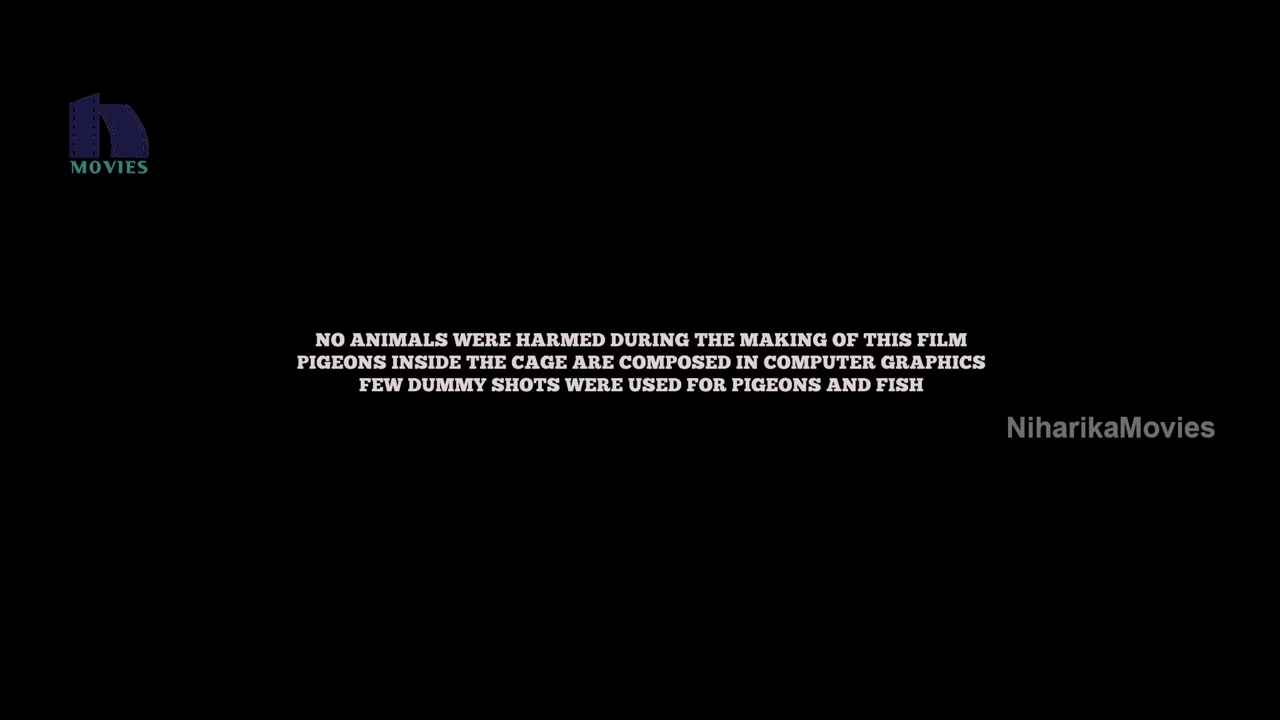 MOVIES
NO ANIMALS WERE HARMED DURING THE MAKING OF THIS FILM
PIGEONS INSIDE THE CAGE ARE COMPOSED IN COMPUTER GRAPHICS
FEW DUMMY SHOTS WERE USED FOR PIGEONS AND FISH
NiharikaMovies